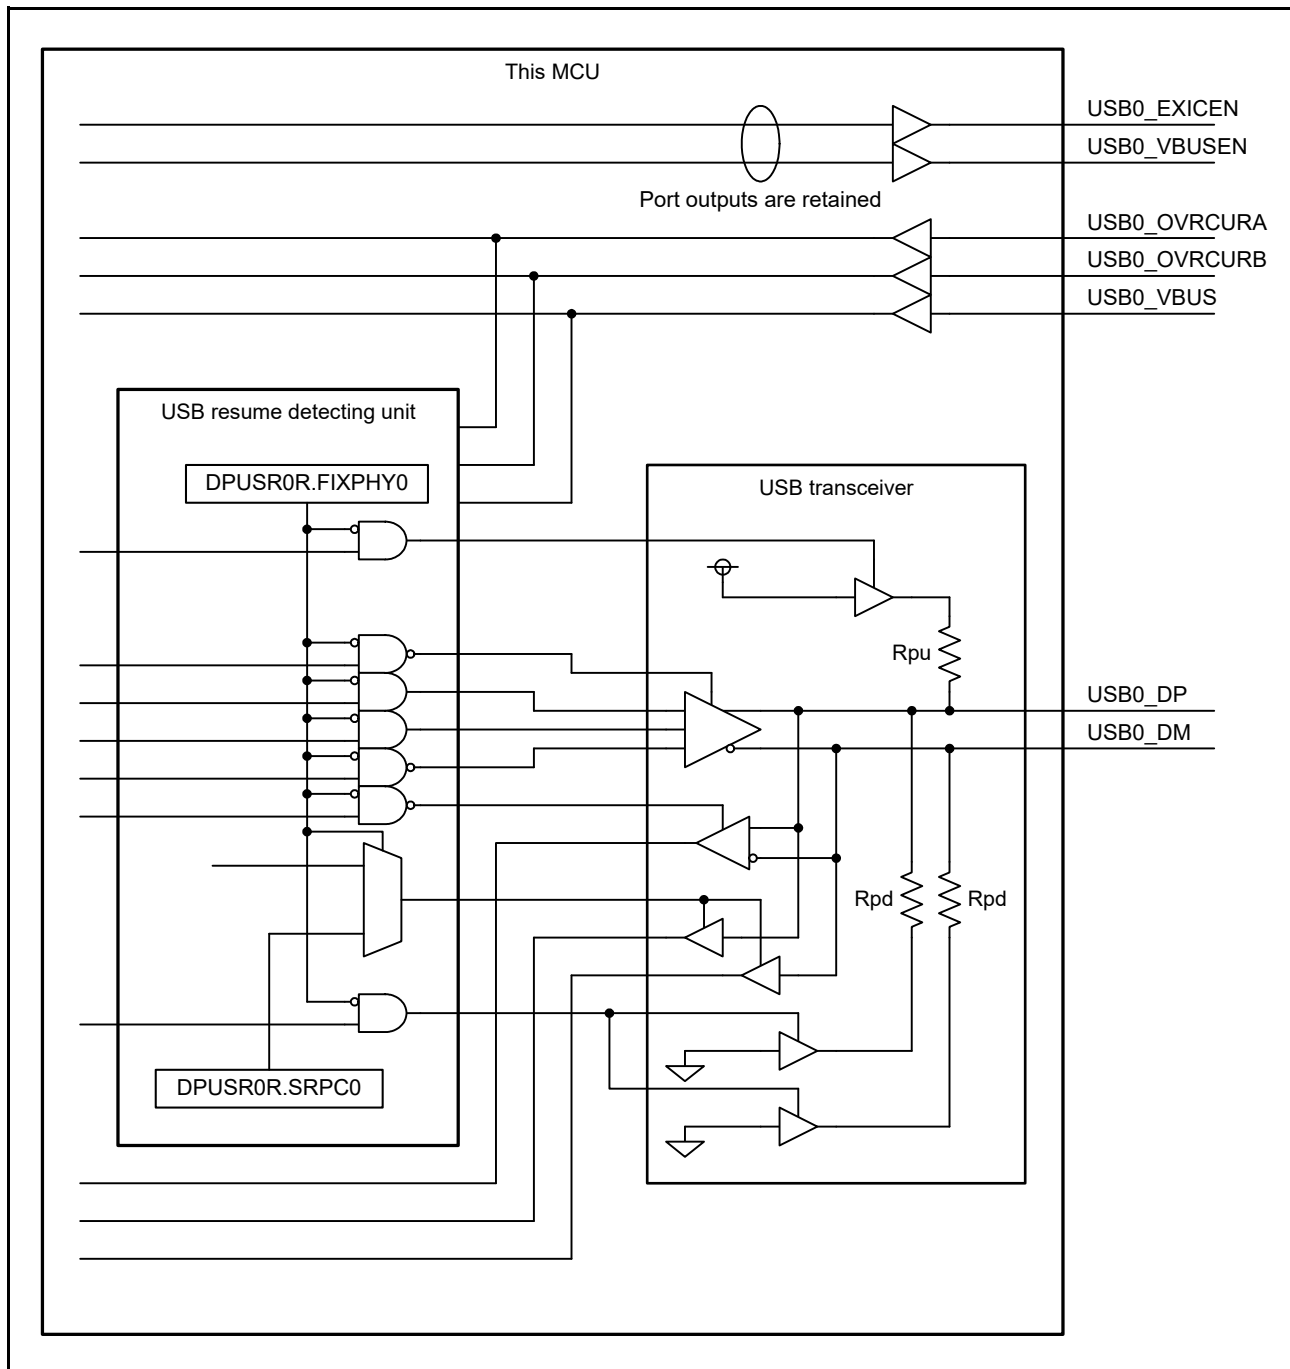 This MCU
USB0_EXICEN
USB0_VBUSEN
Port outputs are retained
USB0_OVRCURA
USB0_OVRCURB
USB0_VBUS
USB resume detecting unit
DPUSR0R.FIXPHY0
USB transceiver
Rpu
USB0_DP
USB0_DM
Rpd
Rpd
DPUSR0R.SRPC0